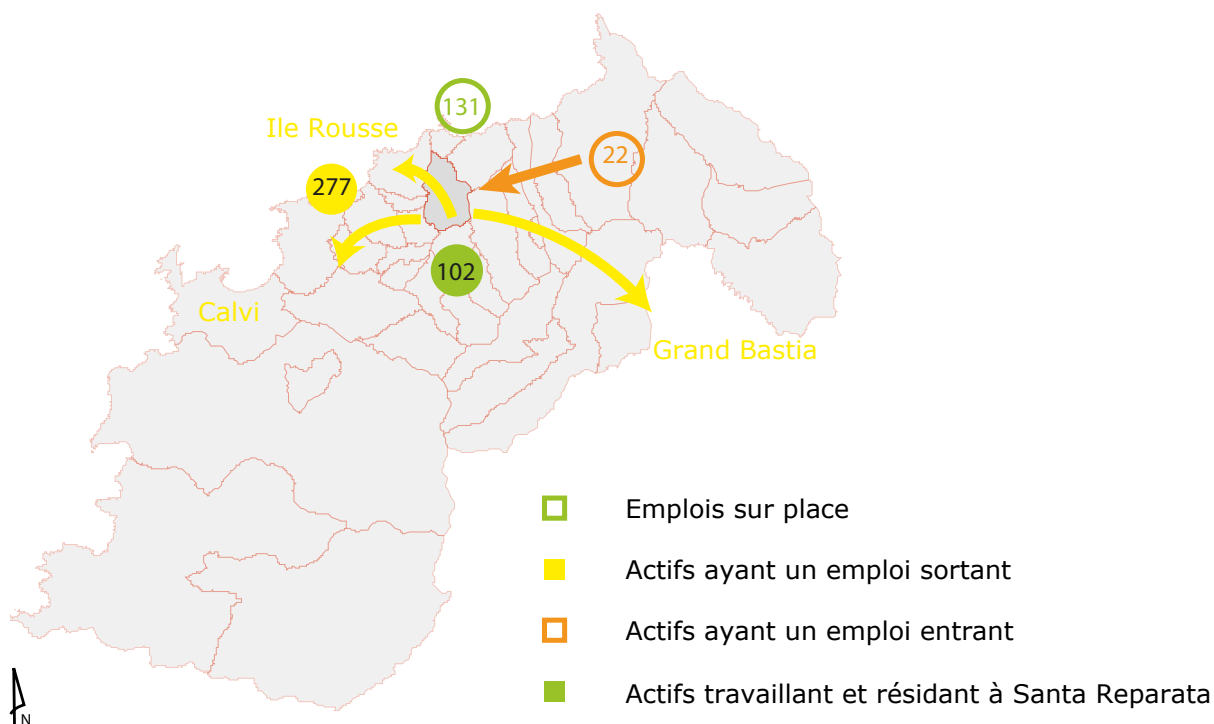 131
Ile Rousse
22
277
102
Calvi
Grand Bastia
Emplois sur place
Actifs ayant un emploi sortant
Actifs ayant un emploi entrant
Actifs travaillant et résidant à Santa Reparata
N